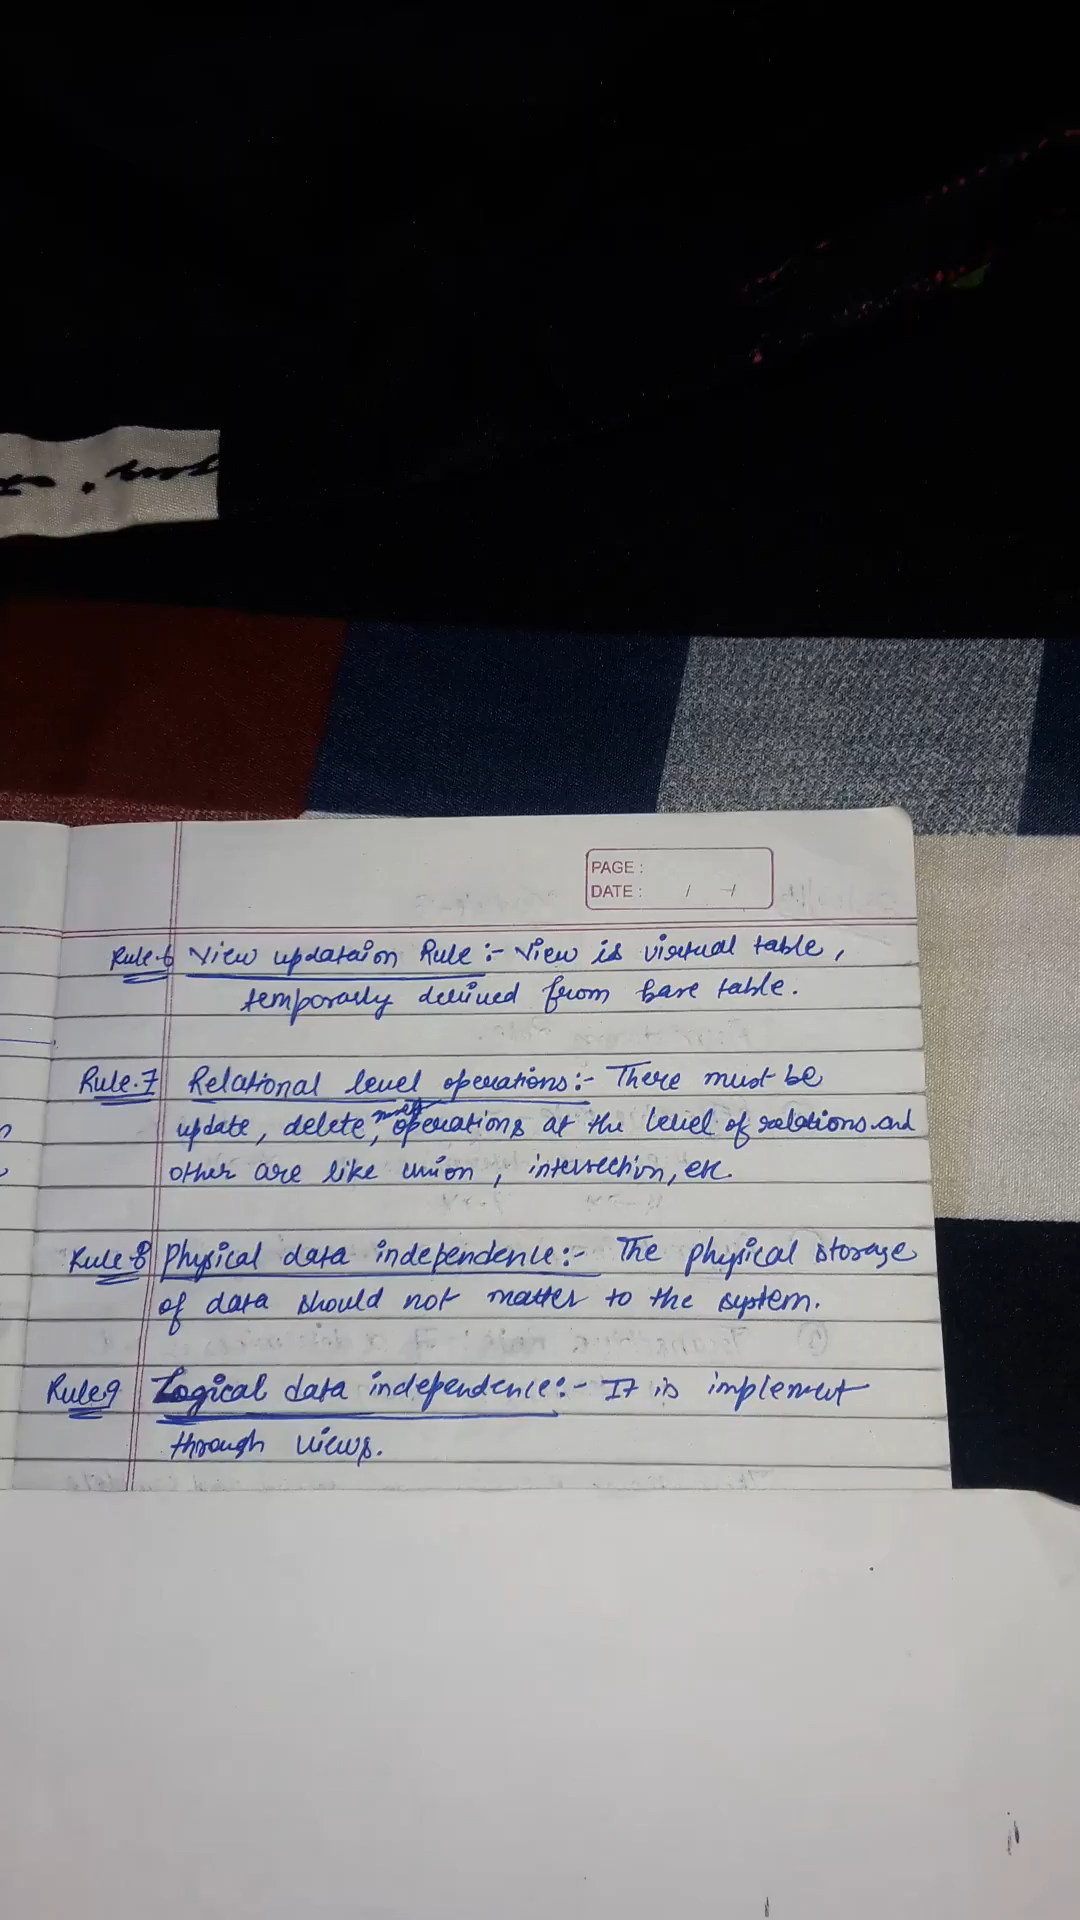 PAGE :
DATE : / /
Rule.6 View updataion Rule :- View is virtual table ,
temporarly derived from base table.
Rule.7 Relational level operations :- There must be
update, delete, operations at the level of relations and
other are like union , intersection, etc.
Rule-8 Physical data independence :- The physical storage
of data should not matter to the system.
Rule9 Logical data independence :- It is implement
through views.